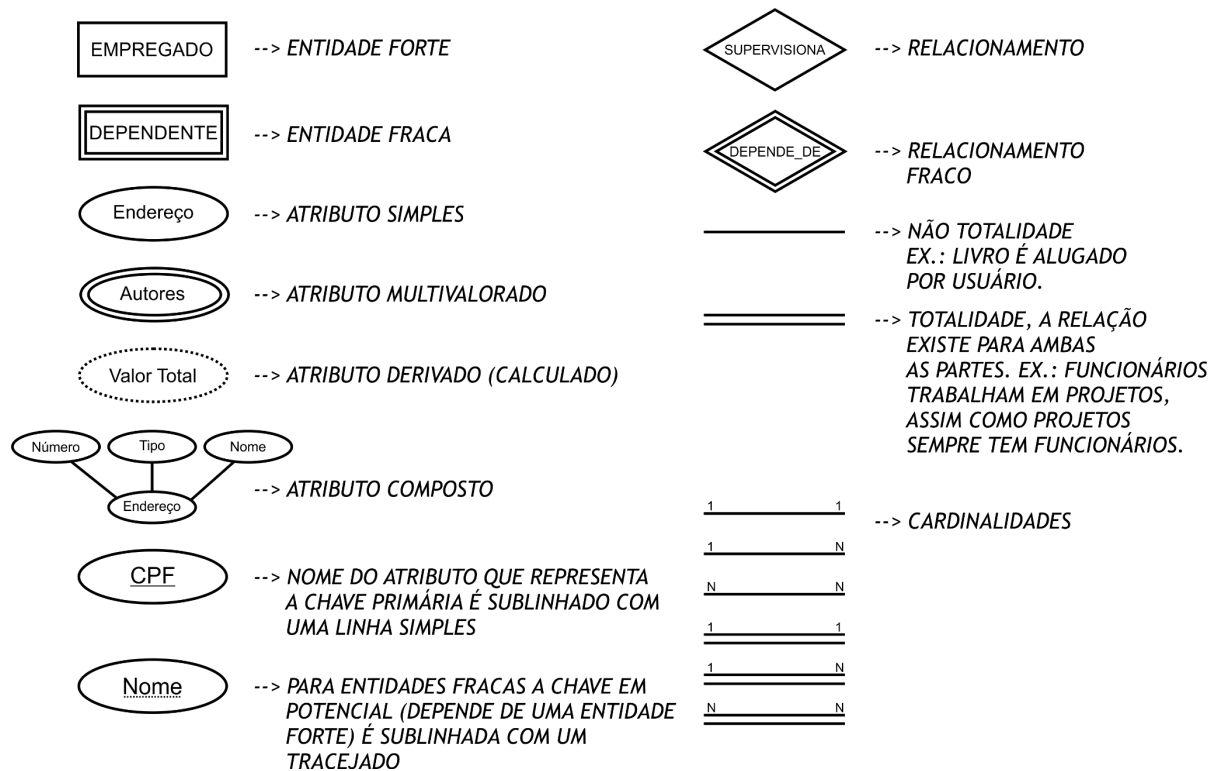 EMPREGADO
--> ENTIDADE FORTE
DEPENDENTE
--> ENTIDADE FRACA
Endereço
--> ATRIBUTO SIMPLES
Autores
--> ATRIBUTO MULTIVALORADO
Valor Total
--> ATRIBUTO DERIVADO (CALCULADO)
Número
Tipo
Nome
Endereço
--> ATRIBUTO COMPOSTO
CPF
--> NOME DO ATRIBUTO QUE REPRESENTA
A CHAVE PRIMÁRIA É SUBLINHADO COM
UMA LINHA SIMPLES
Nome
--> PARA ENTIDADES FRACAS A CHAVE EM
POTENCIAL (DEPENDE DE UMA ENTIDADE
FORTE) É SUBLINHADA COM UM
TRACEJADO
SUPERVISIONA
--> RELACIONAMENTO
DEPENDE_DE
--> RELACIONAMENTO
FRACO
--> NÃO TOTALIDADE
EX.: LIVRO É ALUGADO
POR USUÁRIO.
--> TOTALIDADE, A RELAÇÃO
EXISTE PARA AMBAS
AS PARTES. EX.: FUNCIONÁRIOS
TRABALHAM EM PROJETOS,
ASSIM COMO PROJETOS
SEMPRE TEM FUNCIONÁRIOS.
1 1
--> CARDINALIDADES
1 N
N N
1 1
1 N
N N